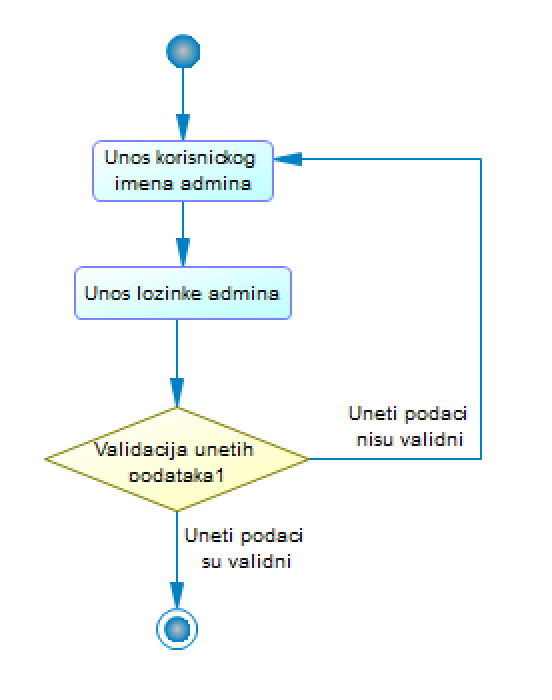 Unos korisnickog
imena admina
Unos lozinke admina
Uneti podaci
nisu validni
Validacija unetih
podataka1
Uneti podaci
su validni